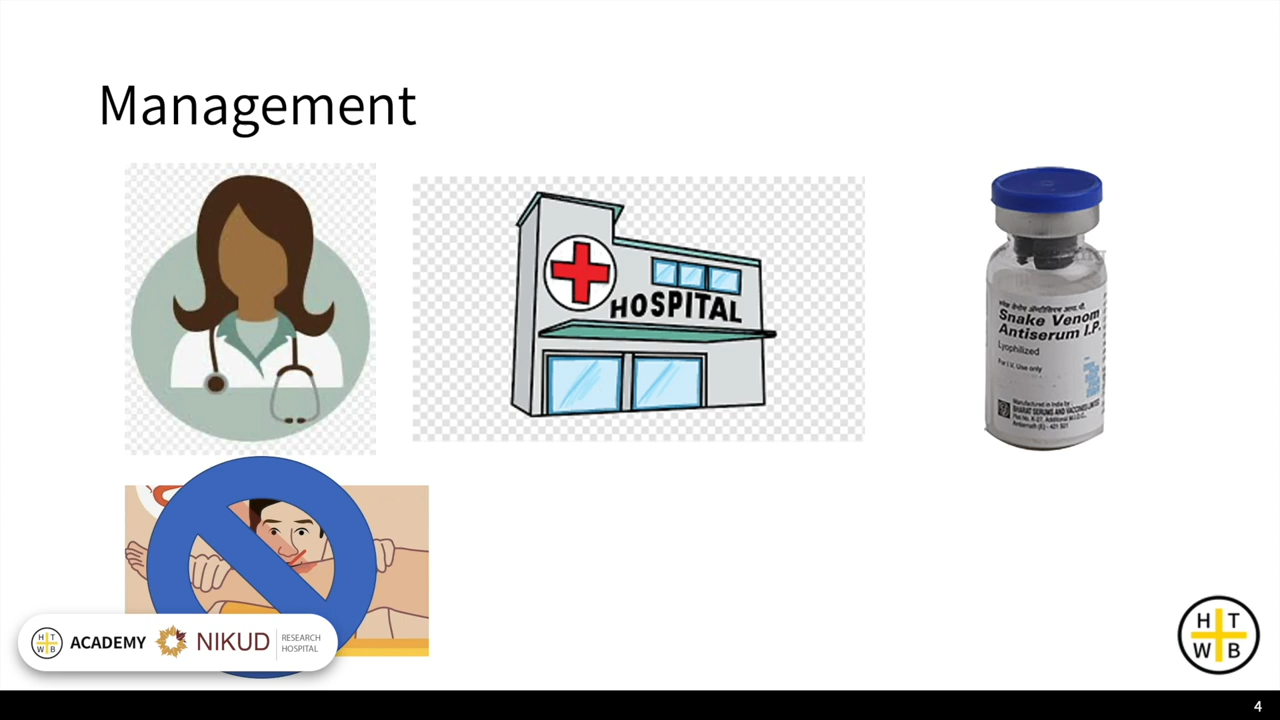 Management
HOSPITAL
Snake Venom
Antiserum I.P.
Lyophilized
For I.V. Use only
Manufactured in India by:
BHARAT SERUMS AND VACCINES LIMITED
H T
W B
ACADEMY
NIKUD
RESEARCH
HOSPITAL
H T
W B
4